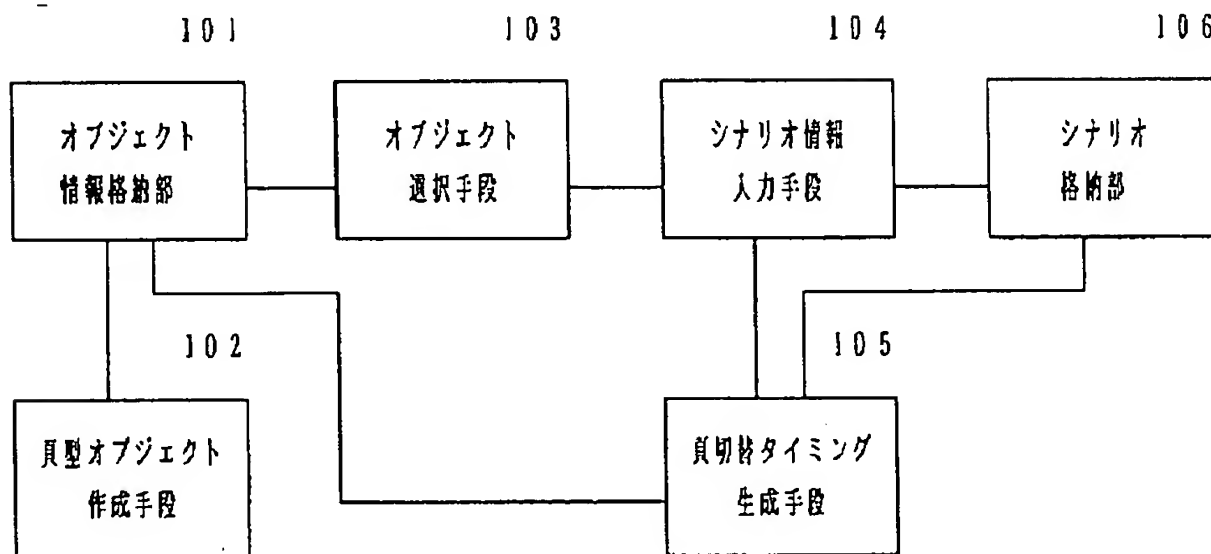 101
103
104
106
オブジェクト
情報格納部
オブジェクト
選択手段
シナリオ情報
入力手段
シナリオ
格納部
102
105
頁型オブジェクト
作成手段
頁切替タイミング
生成手段